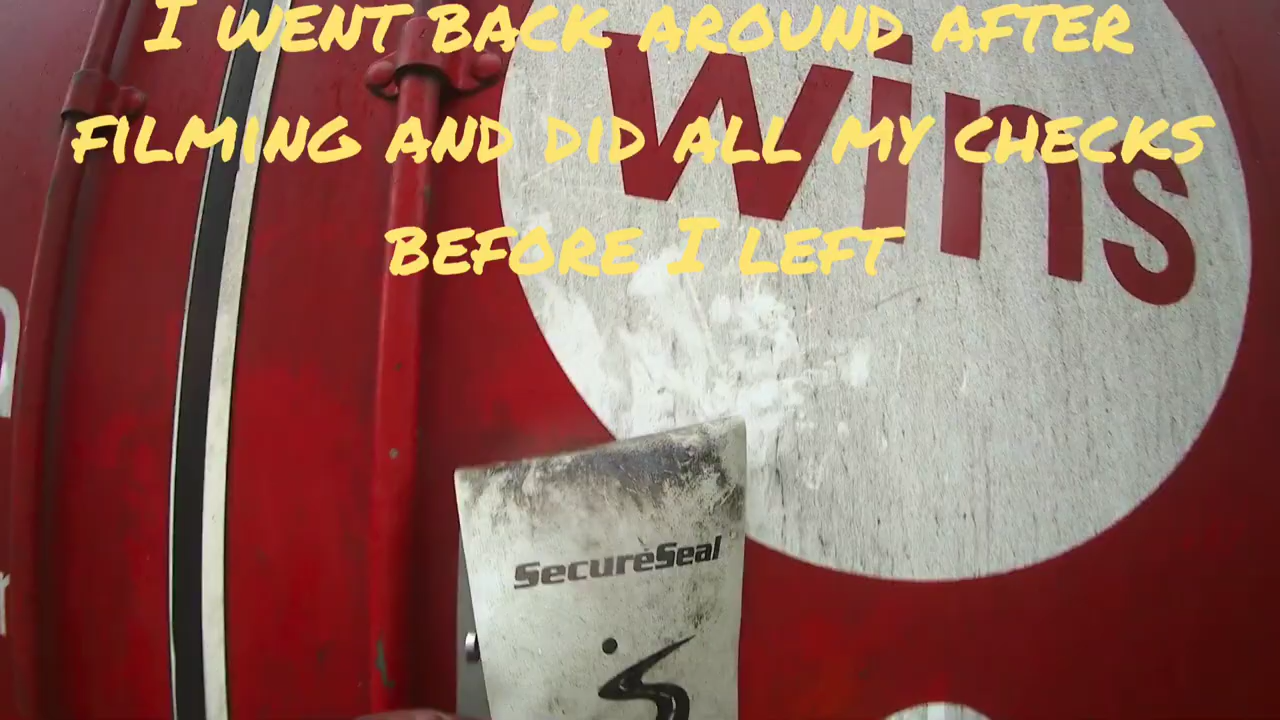 I WENT BACK AROUND AFTER
FILMING AND DID ALL MY CHECKS
BEFORE I LEFT
wins
SecureSeal